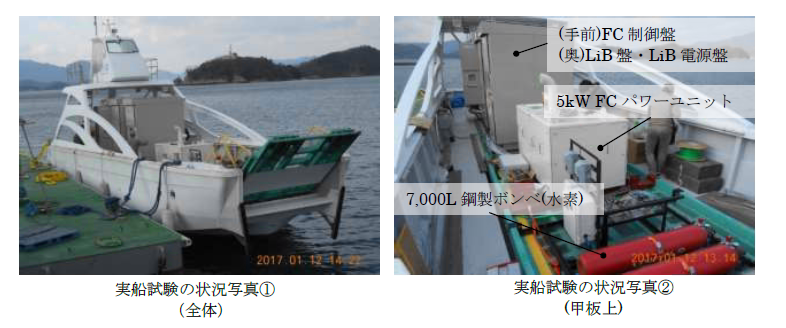 (手前)FC 制御盤
(奥)LiB 盤・LiB 電源盤
5kW FC パワーユニット
7,000L 鋼製ボンベ(水素)
2017 01 12 14 22
2017 01 12 13 14
実船試験の状況写真①
(全体)
実船試験の状況写真②
(甲板上)